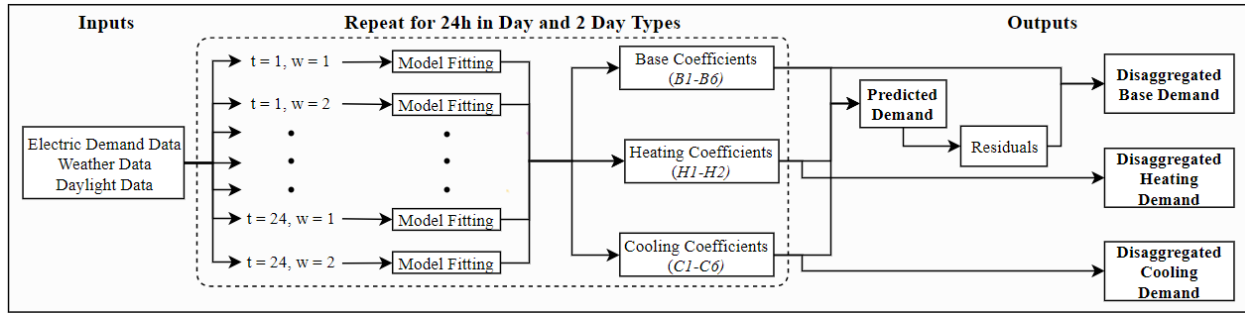 Inputs
Repeat for 24h in Day and 2 Day Types
Outputs
Electric Demand Data
Weather Data
Daylight Data
t = 1, w = 1
Model Fitting
t = 1, w = 2
Model Fitting
t = 24, w = 1
Model Fitting
t = 24, w = 2
Model Fitting
Base Coefficients
(B1-B6)
Heating Coefficients
(H1-H2)
Cooling Coefficients
(C1-C6)
Predicted
Demand
Residuals
Disaggregated
Base Demand
Disaggregated
Heating
Demand
Disaggregated
Cooling
Demand